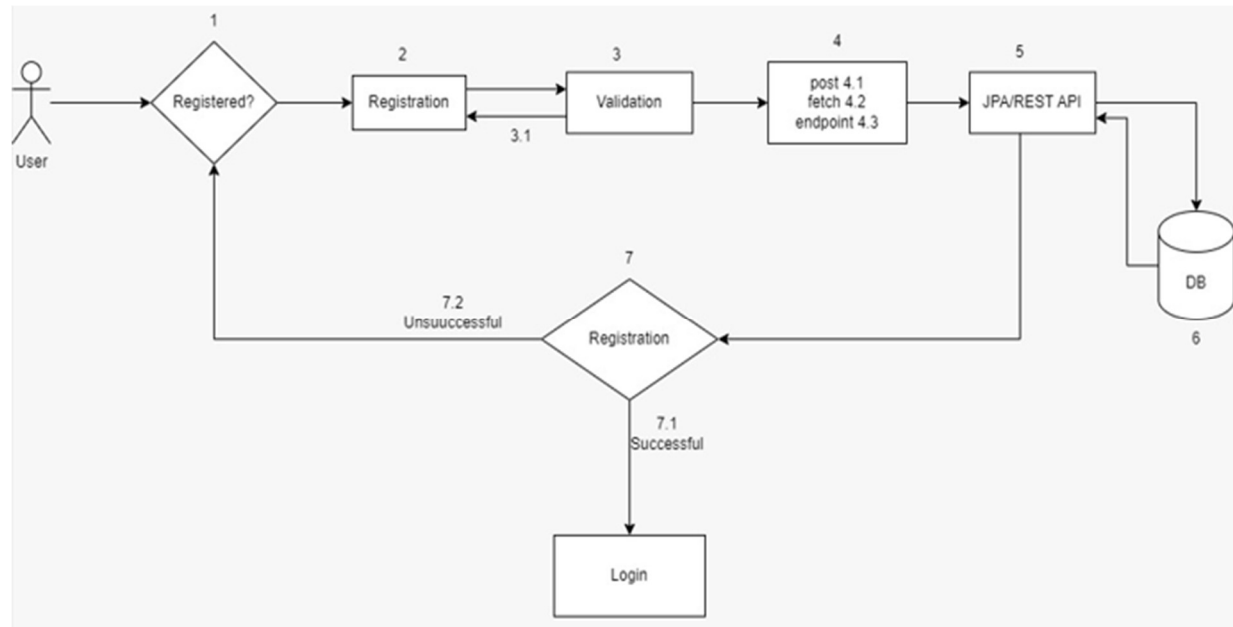 1
2
3
4
5
Registered?
Registration
Validation
post 4.1
fetch 4.2
endpoint 4.3
JPA/REST API
3.1
User
7
DB
7.2
Unsuuccessful
Registration
6
7.1
Successful
Login